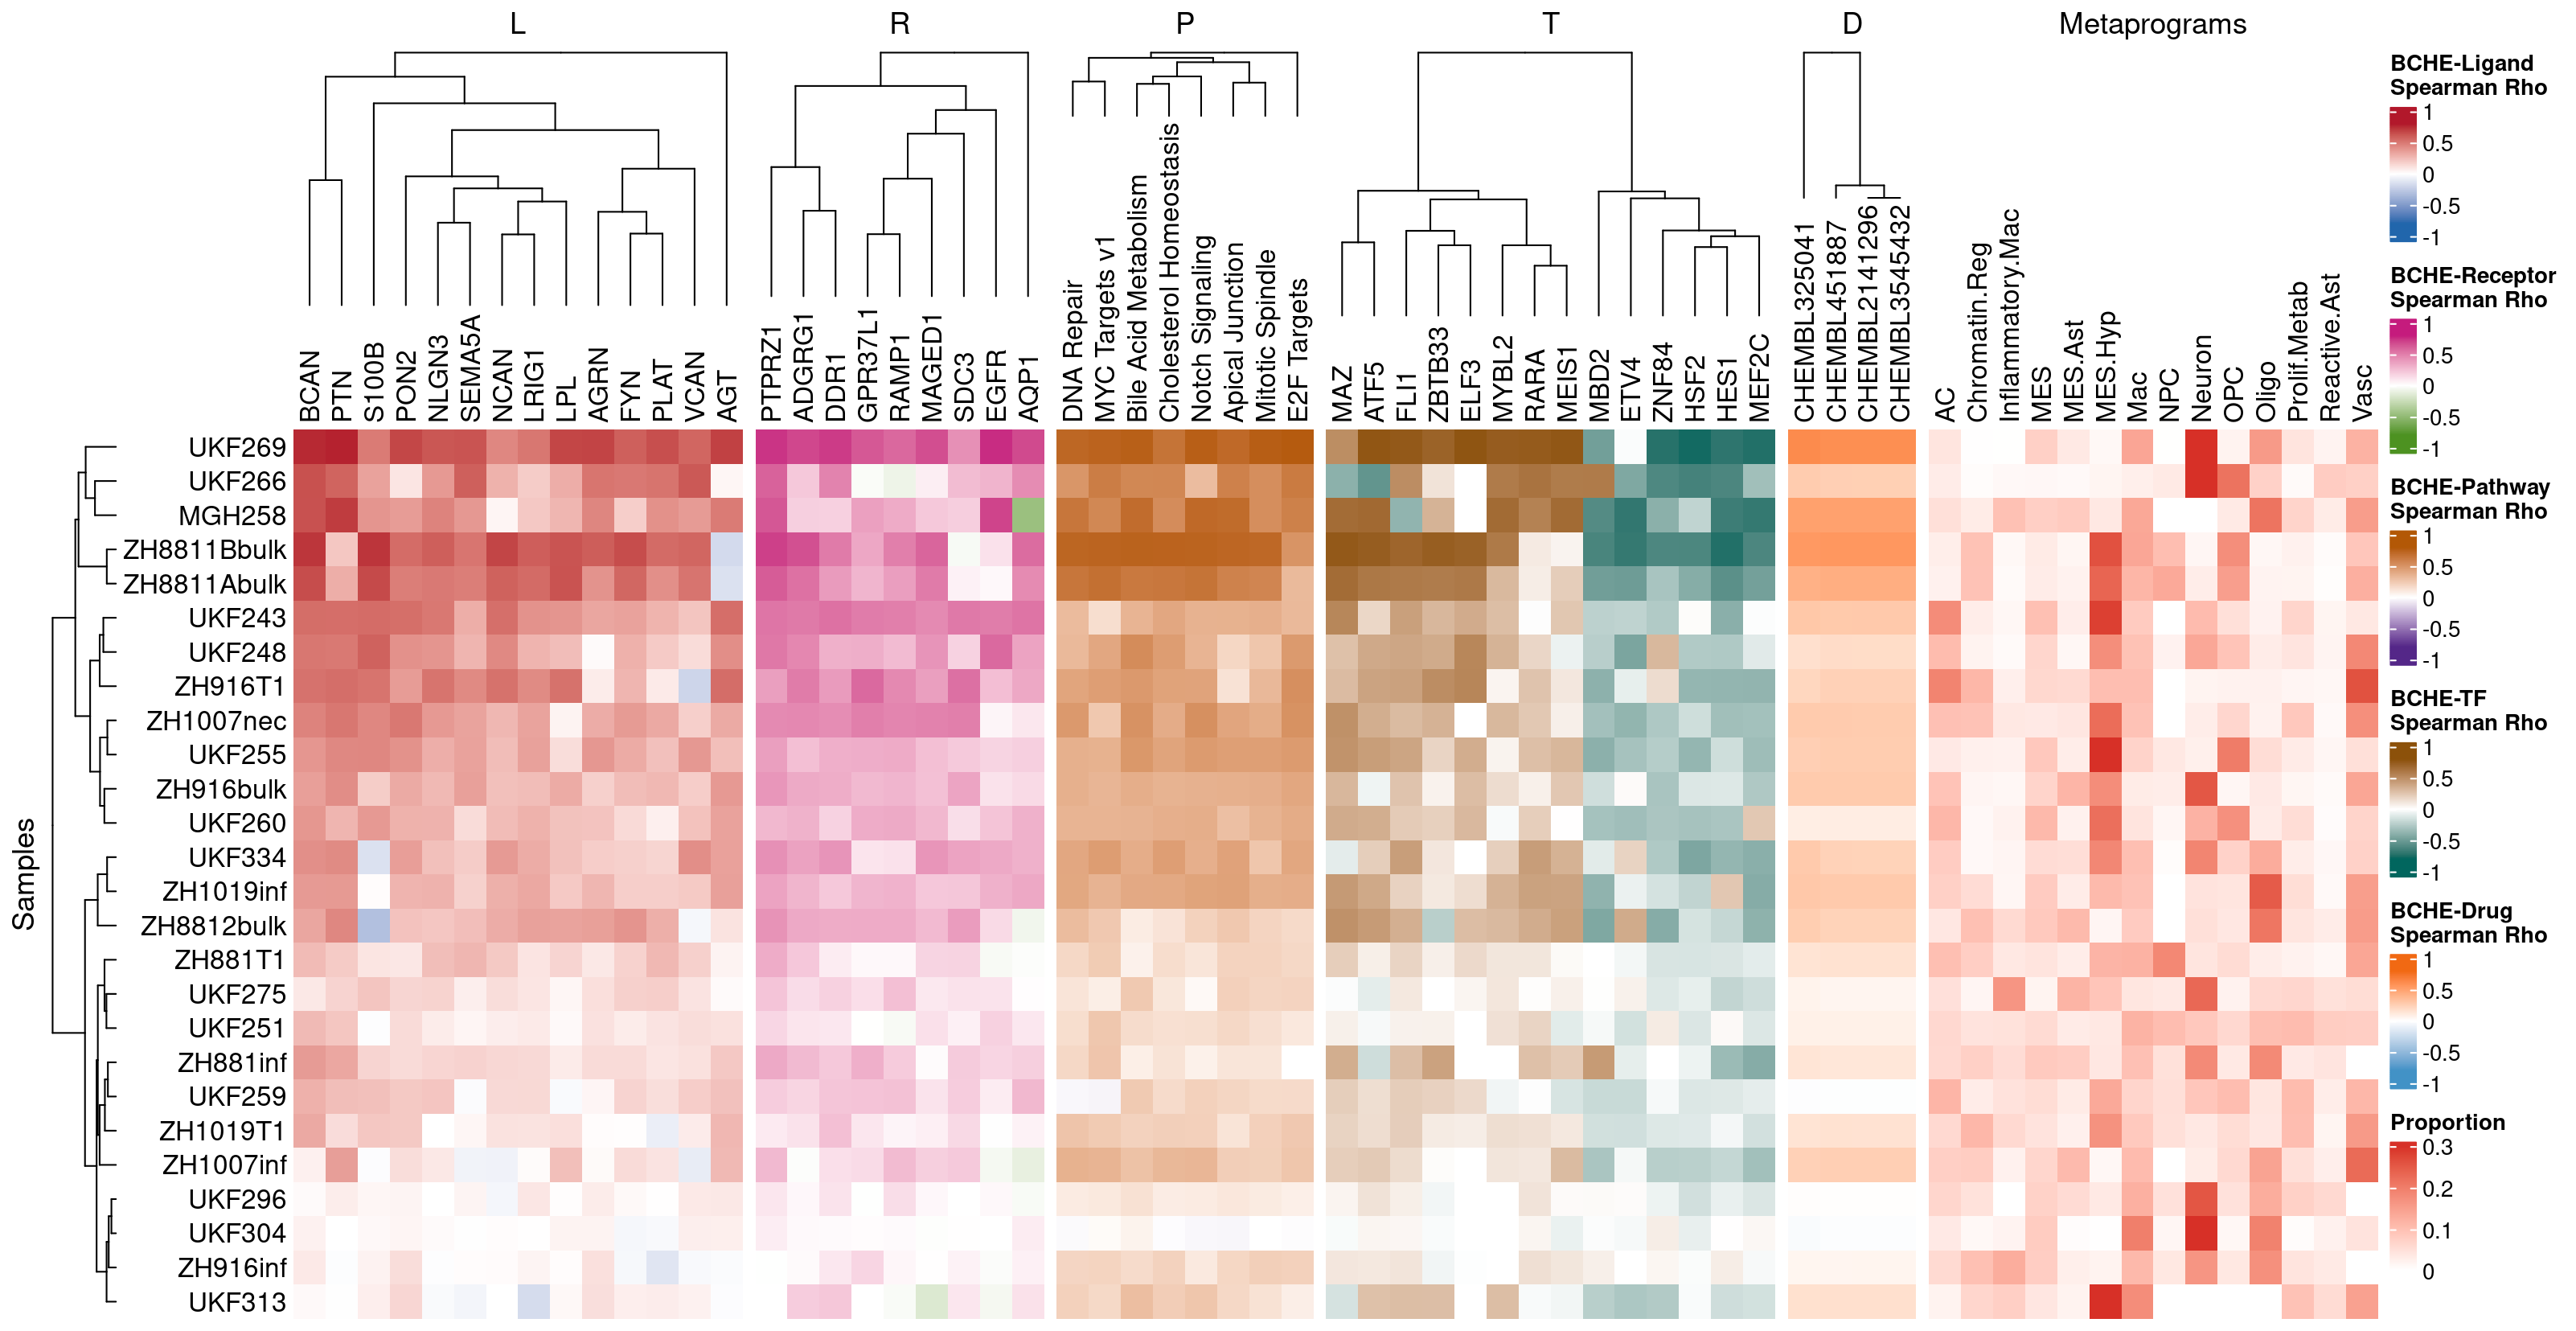 L
R
P
T
D
Metaprograms
BCAN
PTN
S100B
PON2
NLGN3
SEMA5A
NCAN
LRIG1
LPL
AGRN
FYN
PLAT
VCAN
AGT
PTPRZ1
ADGRG1
DDR1
GPR37L1
RAMP1
MAGED1
SDC3
EGFR
AQP1
DNA Repair
MYC Targets v1
Bile Acid Metabolism
Cholesterol Homeostasis
Notch Signaling
Apical Junction
Mitotic Spindle
E2F Targets
MAZ
ATF5
FLI1
ZBTB33
ELF3
MYBL2
RARA
MEIS1
MBD2
ETV4
ZNF84
HSF2
HES1
MEF2C
CHEMBL325041
CHEMBL451887
CHEMBL2141296
CHEMBL3545432
AC
Chromatin.Reg
Inflammatory.Mac
MES
MES.Ast
MES.Hyp
Mac
NPC
Neuron
OPC
Oligo
Prolif.Metab
Reactive.Ast
Vasc
Samples
UKF269
UKF266
MGH258
ZH8811Bbulk
ZH8811Abulk
UKF243
UKF248
ZH916T1
ZH1007nec
UKF255
ZH916bulk
UKF260
UKF334
ZH1019inf
ZH8812bulk
ZH881T1
UKF275
UKF251
ZH881inf
UKF259
ZH1019T1
ZH1007inf
UKF296
UKF304
ZH916inf
UKF313
BCHE-Ligand
Spearman Rho
1
0.5
0
-0.5
-1
BCHE-Receptor
Spearman Rho
1
0.5
0
-0.5
-1
BCHE-Pathway
Spearman Rho
1
0.5
0
-0.5
-1
BCHE-TF
Spearman Rho
1
0.5
0
-0.5
-1
BCHE-Drug
Spearman Rho
1
0.5
0
-0.5
-1
Proportion
0.3
0.2
0.1
0